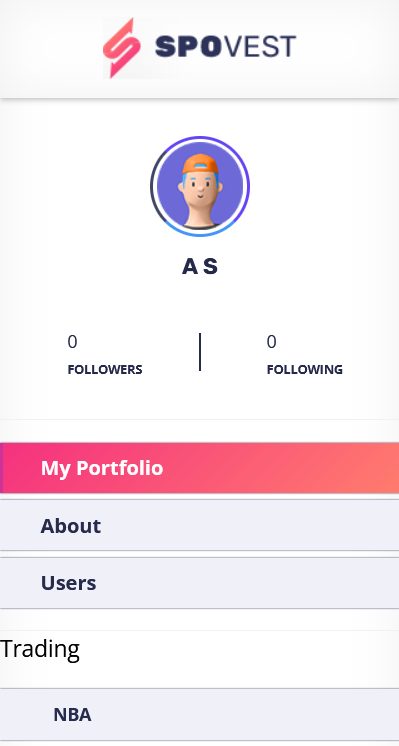 SPOVEST
A S
0
0
FOLLOWERS
FOLLOWING
My Portfolio
About
Users
Trading
NBA